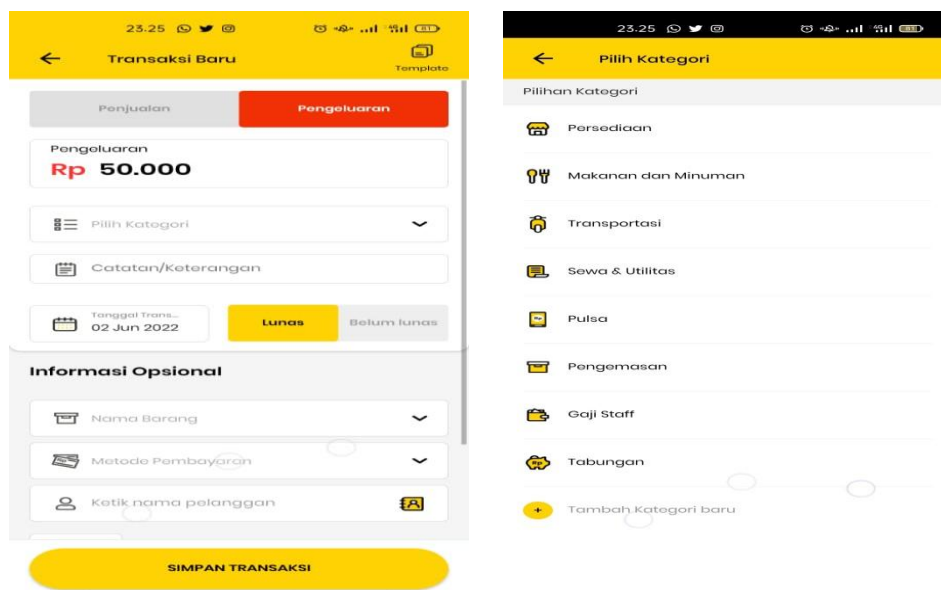 23.25
Transaksi Baru
Template
Penjualan
Pengeluaran
Pengeluaran
Rp 50.000
Pilih Kategori
Catatan/Keterangan
Tanggal Trans...
02 Jun 2022
Lunas
Belum lunas
Informasi Opsional
Nama Barang
Metode Pembayaran
Ketik nama pelanggan
SIMPAN TRANSAKSI
23.25
Pilih Kategori
Pilihan Kategori
Persediaan
Makanan dan Minuman
Transportasi
Sewa & Utilitas
Pulsa
Pengemasan
Gaji Staff
Tabungan
Tambah Kategori baru